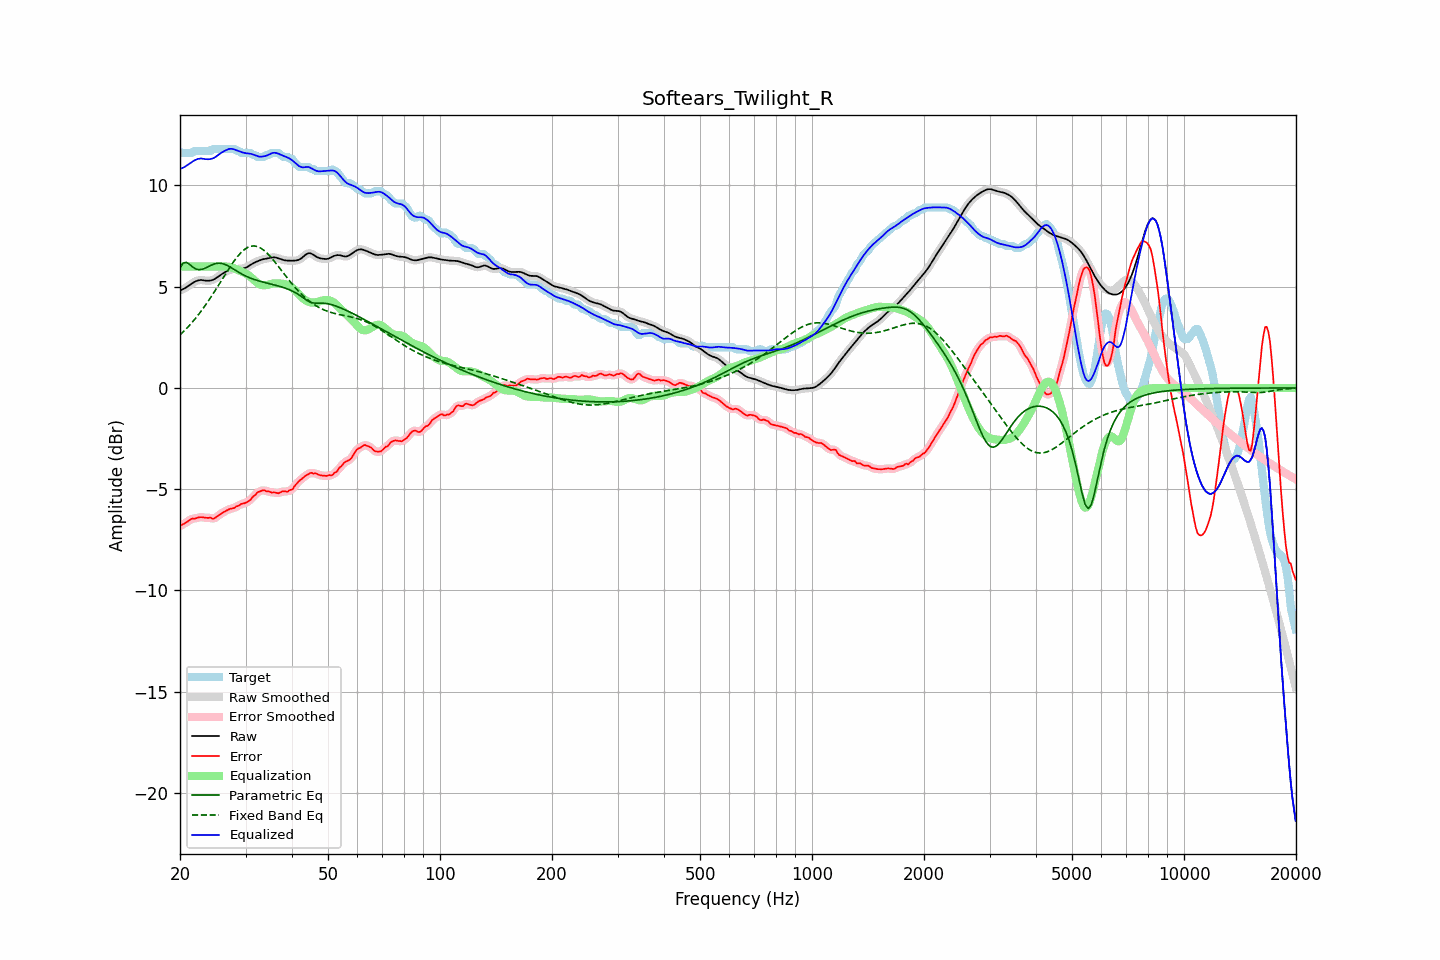 Softears_Twilight_R
Amplitude (dBr)
10
5
0
−5
−10
−15
−20
Target
Raw Smoothed
Error Smoothed
Raw
Error
Equalization
Parametric Eq
Fixed Band Eq
Equalized
20 50 100 200 500 1000 2000 5000 10000 20000
Frequency (Hz)